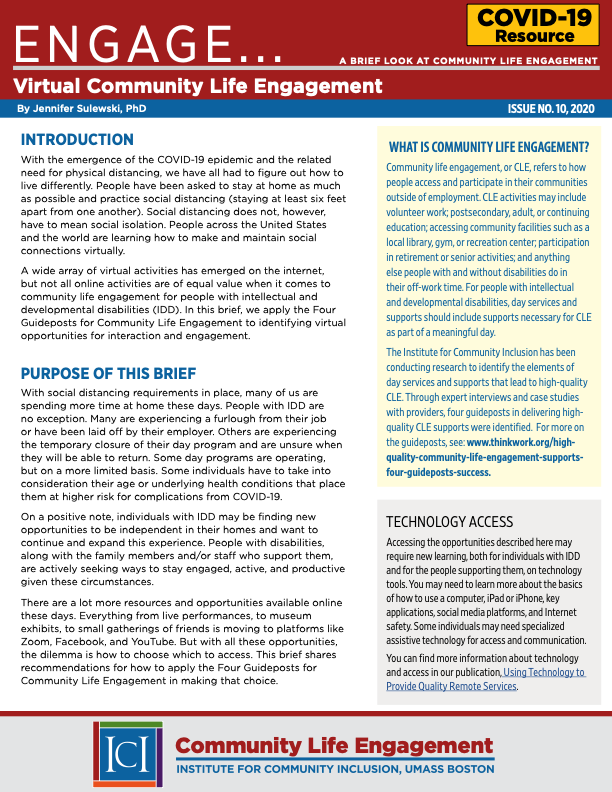 COVID-19
Resource
ENGAGE...
A BRIEF LOOK AT COMMUNITY LIFE ENGAGEMENT
Virtual Community Life Engagement
By Jennifer Sulewski, PhD
ISSUE NO. 10, 2020
INTRODUCTION
With the emergence of the COVID-19 epidemic and the related
need for physical distancing, we have all had to figure out how to
live differently. People have been asked to stay at home as much
as possible and practice social distancing (staying at least six feet
apart from one another). Social distancing does not, however,
have to mean social isolation. People across the United States
and the world are learning how to make and maintain social
connections virtually.
A wide array of virtual activities has emerged on the internet,
but not all online activities are of equal value when it comes to
community life engagement for people with intellectual and
developmental disabilities (IDD). In this brief, we apply the Four
Guideposts for Community Life Engagement to identifying virtual
opportunities for interaction and engagement.
PURPOSE OF THIS BRIEF
With social distancing requirements in place, many of us are
spending more time at home these days. People with IDD are
no exception. Many are experiencing a furlough from their job
or have been laid off by their employer. Others are experiencing
the temporary closure of their day program and are unsure when
they will be able to return. Some day programs are operating,
but on a more limited basis. Some individuals have to take into
consideration their age or underlying health conditions that place
them at higher risk for complications from COVID-19.
On a positive note, individuals with IDD may be finding new
opportunities to be independent in their homes and want to
continue and expand this experience. People with disabilities,
along with the family members and/or staff who support them,
are actively seeking ways to stay engaged, active, and productive
given these circumstances.
There are a lot more resources and opportunities available online
these days. Everything from live performances, to museum
exhibits, to small gatherings of friends is moving to platforms like
Zoom, Facebook, and YouTube. But with all these opportunities,
the dilemma is how to choose which to access. This brief shares
recommendations for how to apply the Four Guideposts for
Community Life Engagement in making that choice.
WHAT IS COMMUNITY LIFE ENGAGEMENT?
Community life engagement, or CLE, refers to how
people access and participate in their communities
outside of employment. CLE activities may include
volunteer work; postsecondary, adult, or continuing
education; accessing community facilities such as a
local library, gym, or recreation center; participation
in retirement or senior activities; and anything
else people with and without disabilities do in
their off-work time. For people with intellectual
and developmental disabilities, day services and
supports should include supports necessary for CLE
as part of a meaningful day.
The Institute for Community Inclusion has been
conducting research to identify the elements of
day services and supports that lead to high-quality
CLE. Through expert interviews and case studies
with providers, four guideposts in delivering high-
quality CLE supports were identified. For more on
the guideposts, see: www.thinkwork.org/high-
quality-community-life-engagement-supports-
four-guideposts-success.
TECHNOLOGY ACCESS
Accessing the opportunities described here may
require new learning, both for individuals with IDD
and for the people supporting them, on technology
tools. You may need to learn more about the basics
of how to use a computer, iPad or iPhone, key
applications, social media platforms, and Internet
safety. Some individuals may need specialized
assistive technology for access and communication.
You can find more information about technology
and access in our publication, Using Technology to
Provide Quality Remote Services.
ICI
Community Life Engagement
INSTITUTE FOR COMMUNITY INCLUSION, UMASS BOSTON